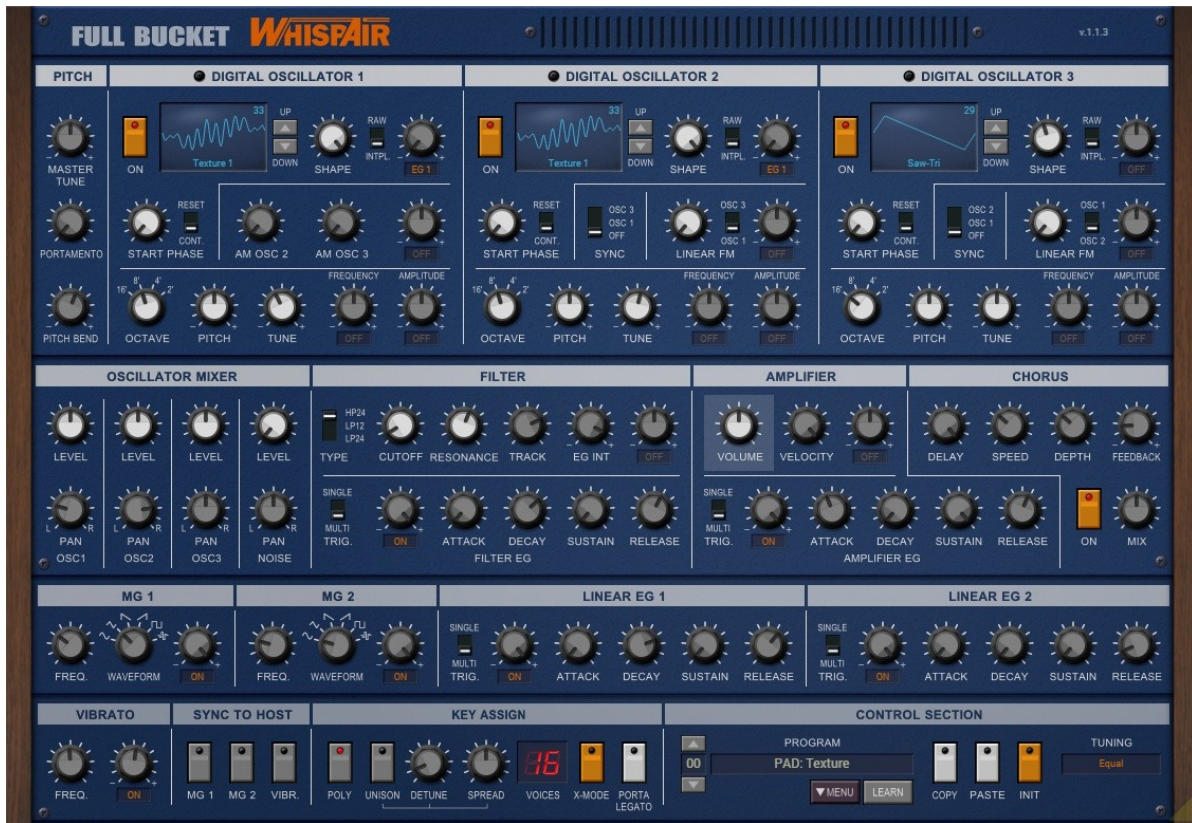 FULL BUCKET WHISPAIR
v.1.1.3
PITCH
DIGITAL OSCILLATOR 1
DIGITAL OSCILLATOR 2
DIGITAL OSCILLATOR 3
MASTER TUNE
PORTAMENTO
PITCH BEND
33
Texture 1
UP
DOWN
RAW
INTPL.
ON
SHAPE
EG 1
RESET
CONT.
START PHASE
AM OSC 2
AM OSC 3
OFF
FREQUENCY
AMPLITUDE
16' 8' 4' 2'
OCTAVE
PITCH
TUNE
OFF
OFF
33
Texture 1
UP
DOWN
RAW
INTPL.
ON
SHAPE
EG 1
RESET
CONT.
START PHASE
OSC 3
OSC 1
OFF
SYNC
OSC 3
OSC 1
LINEAR FM
OFF
FREQUENCY
AMPLITUDE
16' 8' 4' 2'
OCTAVE
PITCH
TUNE
OFF
OFF
29
Saw-Tri
UP
DOWN
RAW
INTPL.
ON
SHAPE
OFF
RESET
CONT.
START PHASE
OSC 2
OSC 1
OFF
SYNC
OSC 1
OSC 2
LINEAR FM
OFF
FREQUENCY
AMPLITUDE
16' 8' 4' 2'
OCTAVE
PITCH
TUNE
OFF
OFF
OSCILLATOR MIXER
LEVEL LEVEL LEVEL LEVEL
L R L R L R L R
PAN PAN PAN PAN
OSC1 OSC2 OSC3 NOISE
FILTER
HP24
LP12
LP24
TYPE CUTOFF RESONANCE TRACK EG INT OFF
SINGLE
MULTI
TRIG. ON ATTACK DECAY SUSTAIN RELEASE
FILTER EG
AMPLIFIER
VOLUME VELOCITY OFF
SINGLE
MULTI
TRIG. ON ATTACK DECAY SUSTAIN RELEASE
AMPLIFIER EG
CHORUS
DELAY SPEED DEPTH FEEDBACK
ON MIX
MG 1
FREQ. WAVEFORM ON
MG 2
FREQ. WAVEFORM ON
LINEAR EG 1
SINGLE
MULTI
TRIG. ON ATTACK DECAY SUSTAIN RELEASE
LINEAR EG 2
SINGLE
MULTI
TRIG. ON ATTACK DECAY SUSTAIN RELEASE
VIBRATO
FREQ. ON
SYNC TO HOST
MG 1 MG 2 VIBR.
KEY ASSIGN
16
POLY UNISON DETUNE SPREAD VOICES X-MODE PORTA
LEGATO
CONTROL SECTION
PROGRAM
00 PAD: Texture
▼MENU LEARN
COPY PASTE INIT
TUNING
Equal